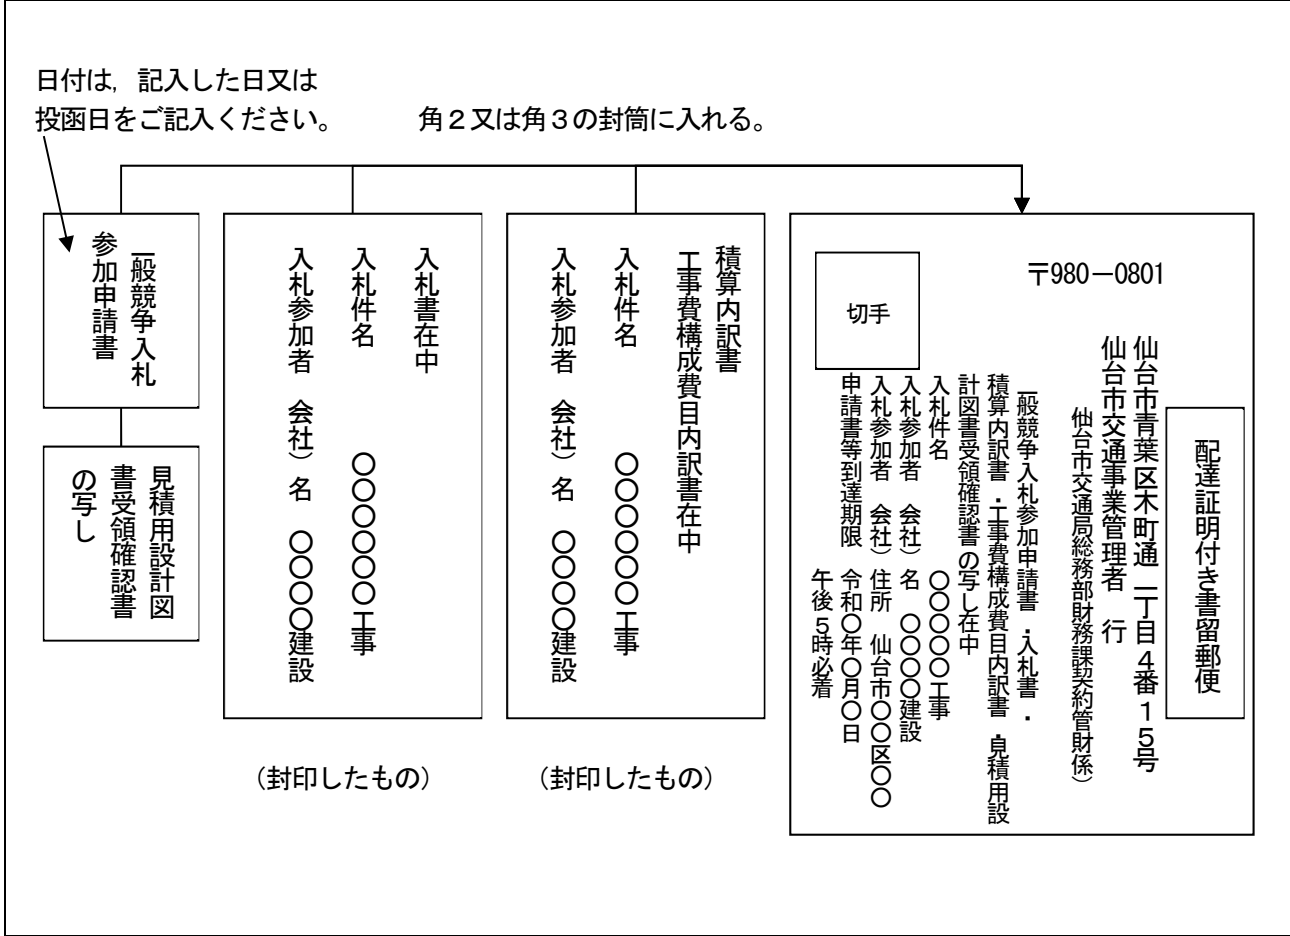 日付は，記入した日又は
投函日をご記入ください。
角２又は角３の封筒に入れる。
一般競争入札
参加申請書
見積用設計図
書受領確認書
の写し
入札書在中
入札件名　〇〇〇〇〇〇工事
入札参加者　会社）名　〇〇〇〇建設
（封印したもの）
積算内訳書
工事費構成費目内訳書在中
入札件名　〇〇〇〇〇〇工事
入札参加者　会社）名　〇〇〇〇建設
（封印したもの）
切手
〒980－0801
配達証明付き書留郵便
仙台市青葉区木町通一丁目４番１５号
仙台市交通事業管理者　行
仙台市交通局総務部財務課契約管財係）
一般競争入札参加申請書・入札書・
積算内訳書・工事費構成費目内訳書・見積用設
計図書受領確認書の写し在中
入札件名　〇〇〇〇〇工事
入札参加者　会社）名　〇〇〇〇建設
入札参加者　会社）住所　仙台市〇〇区〇〇
申請書等到達期限　令和〇年〇月〇日
午後５時必着